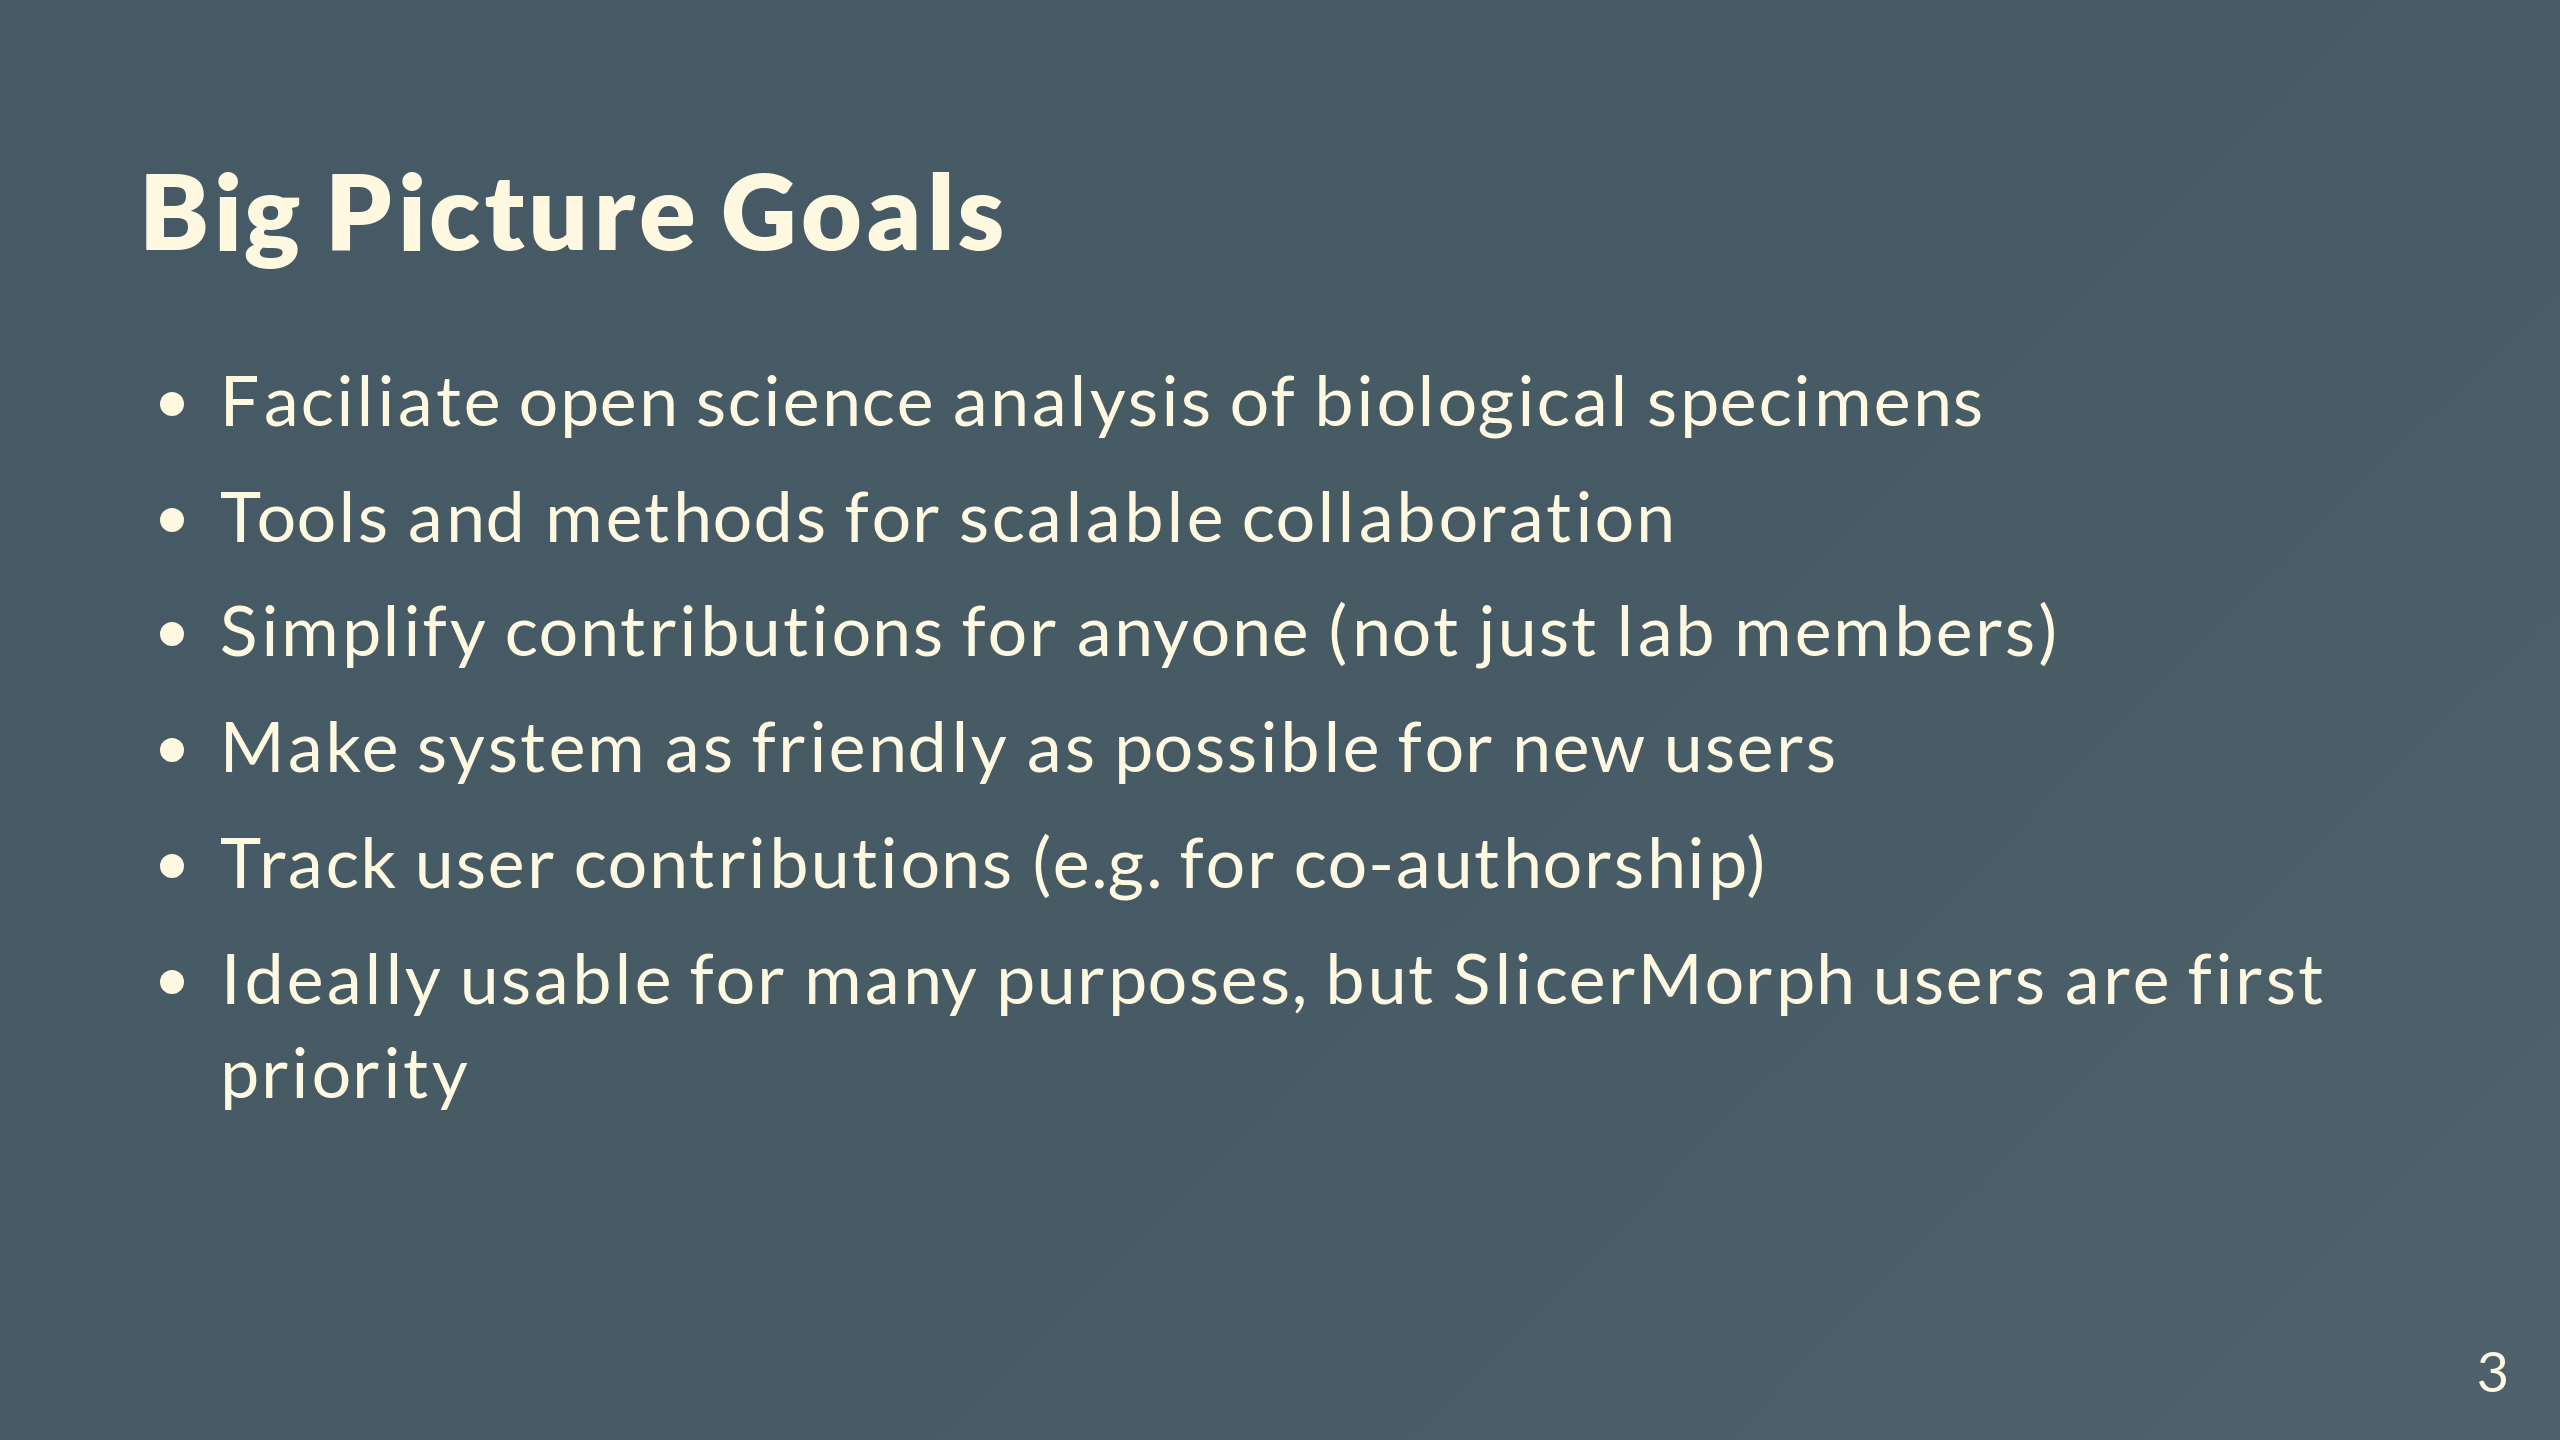 Big Picture Goals
• Faciliate open science analysis of biological specimens
• Tools and methods for scalable collaboration
• Simplify contributions for anyone (not just lab members)
• Make system as friendly as possible for new users
• Track user contributions (e.g. for co-authorship)
• Ideally usable for many purposes, but SlicerMorph users are first
priority
3